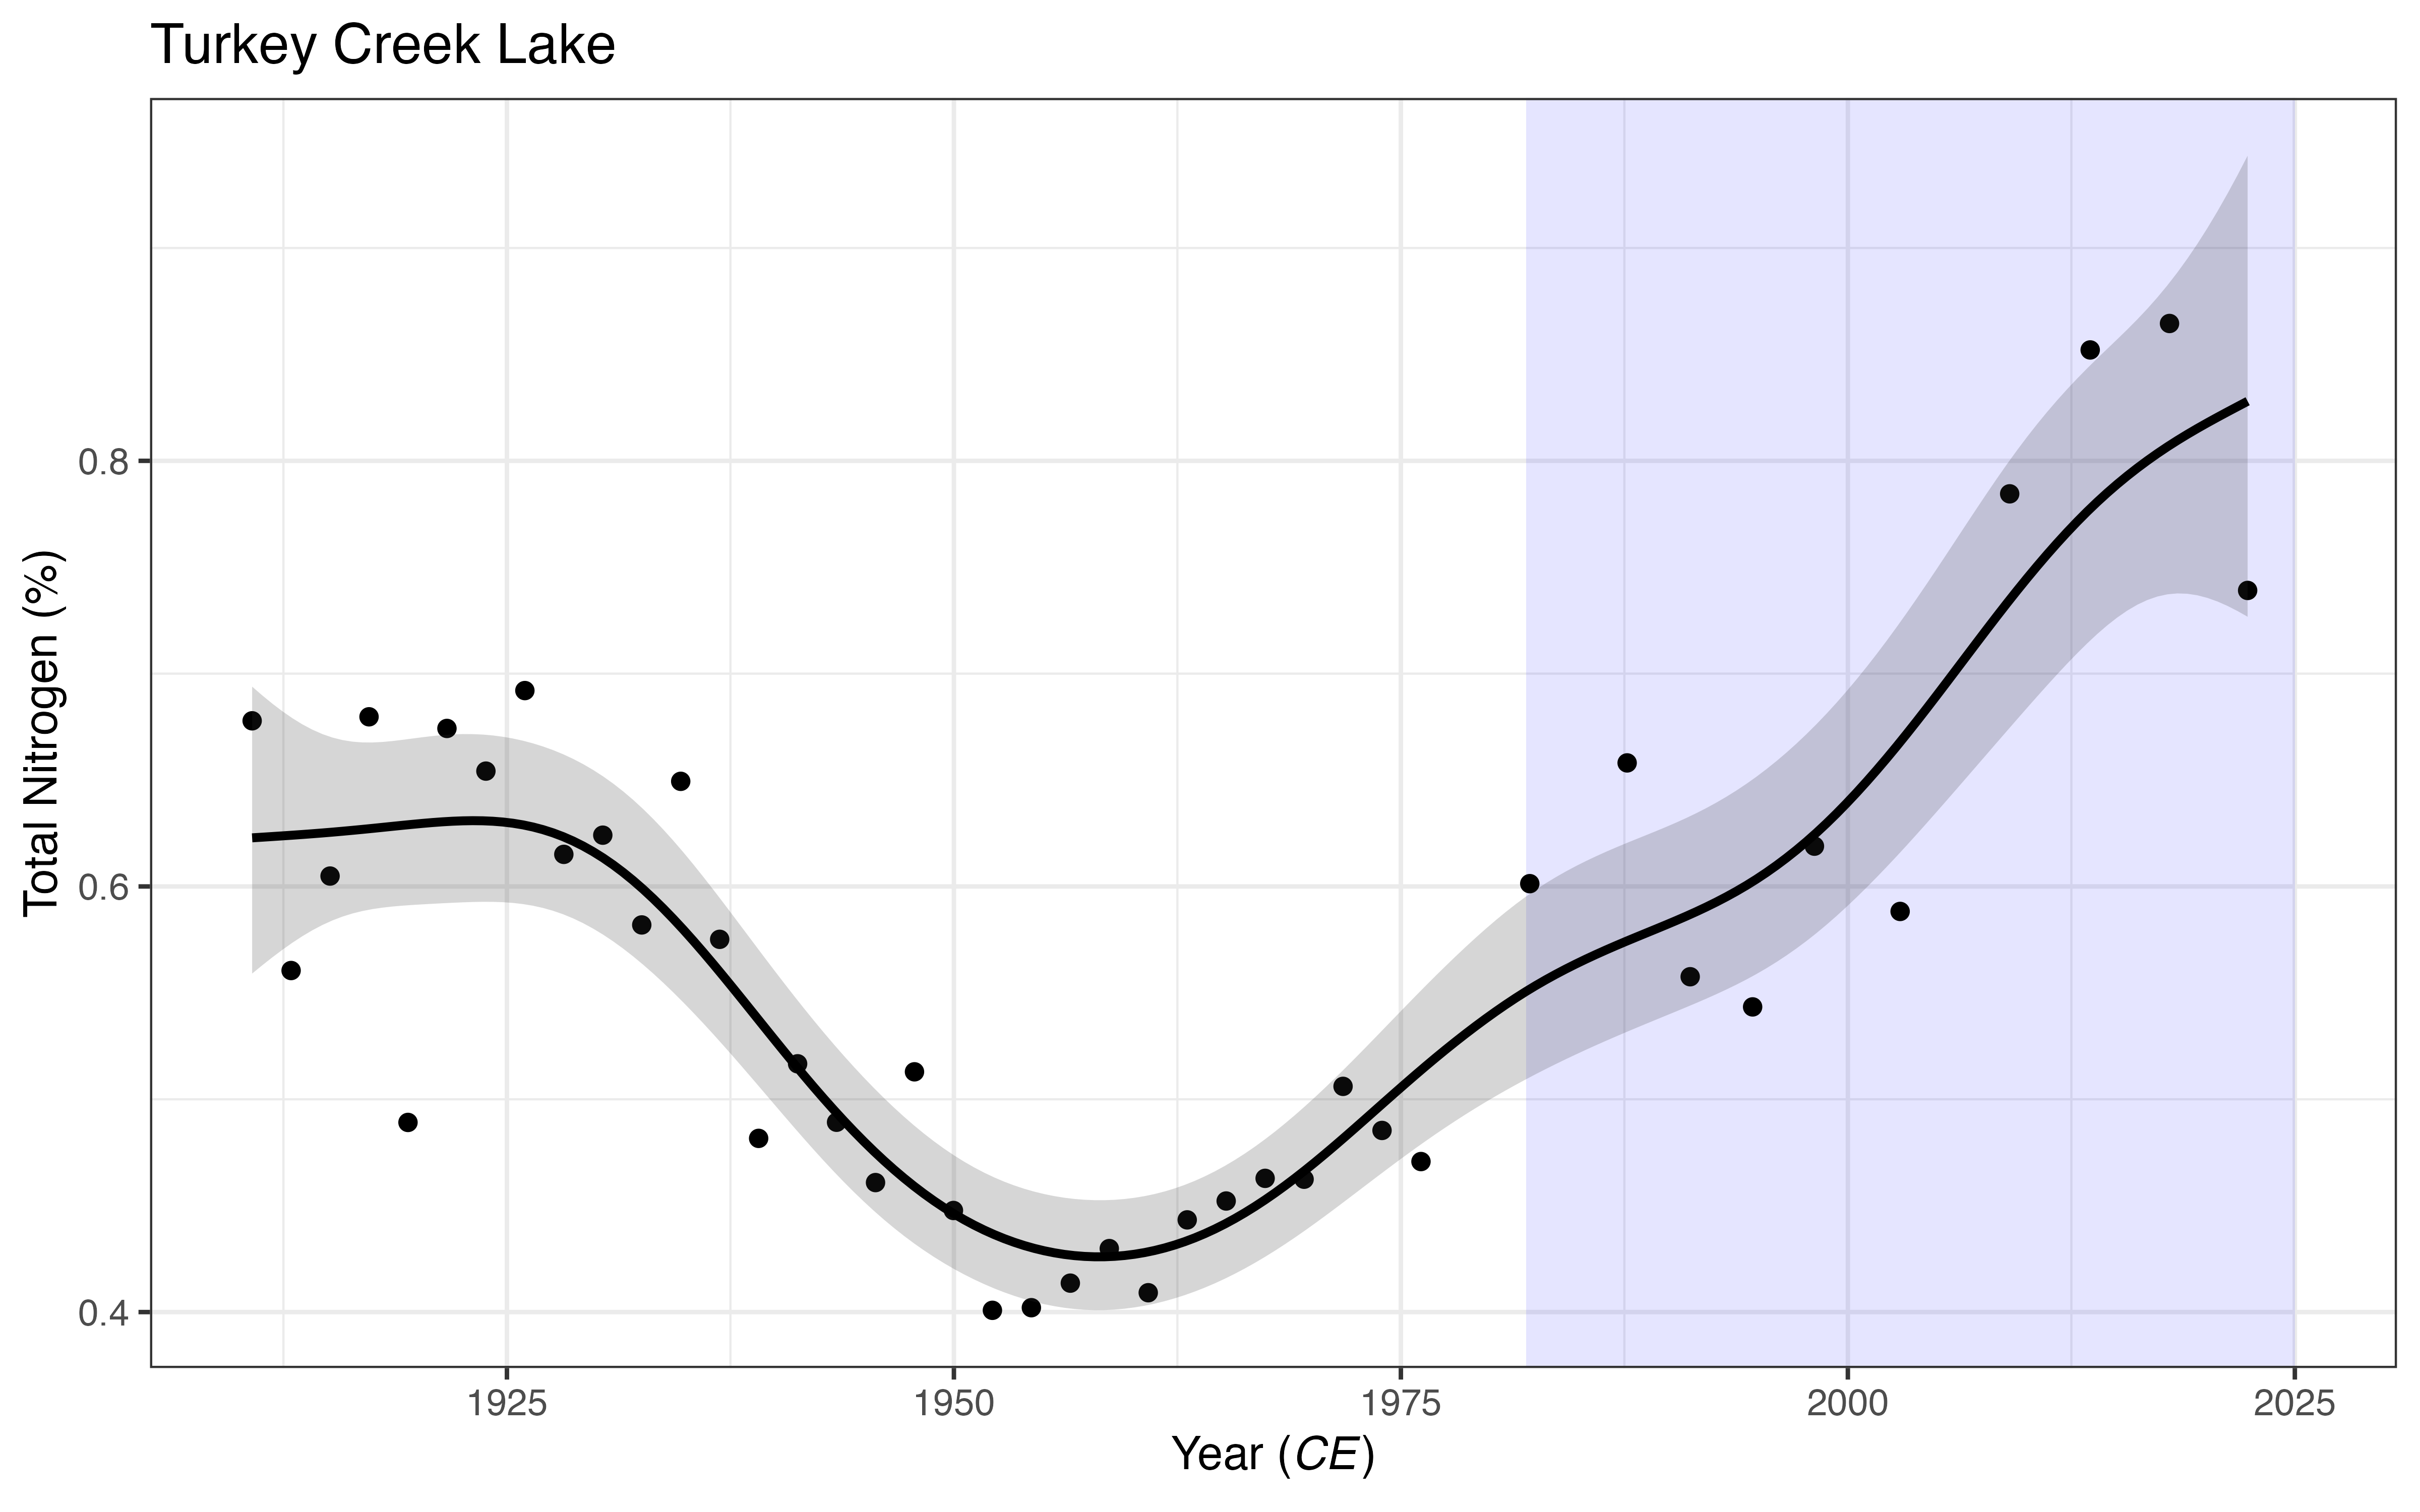 Turkey Creek Lake
Total Nitrogen (%)
0.8
0.6
0.4
1925 1950 1975 2000 2025
Year (CE)